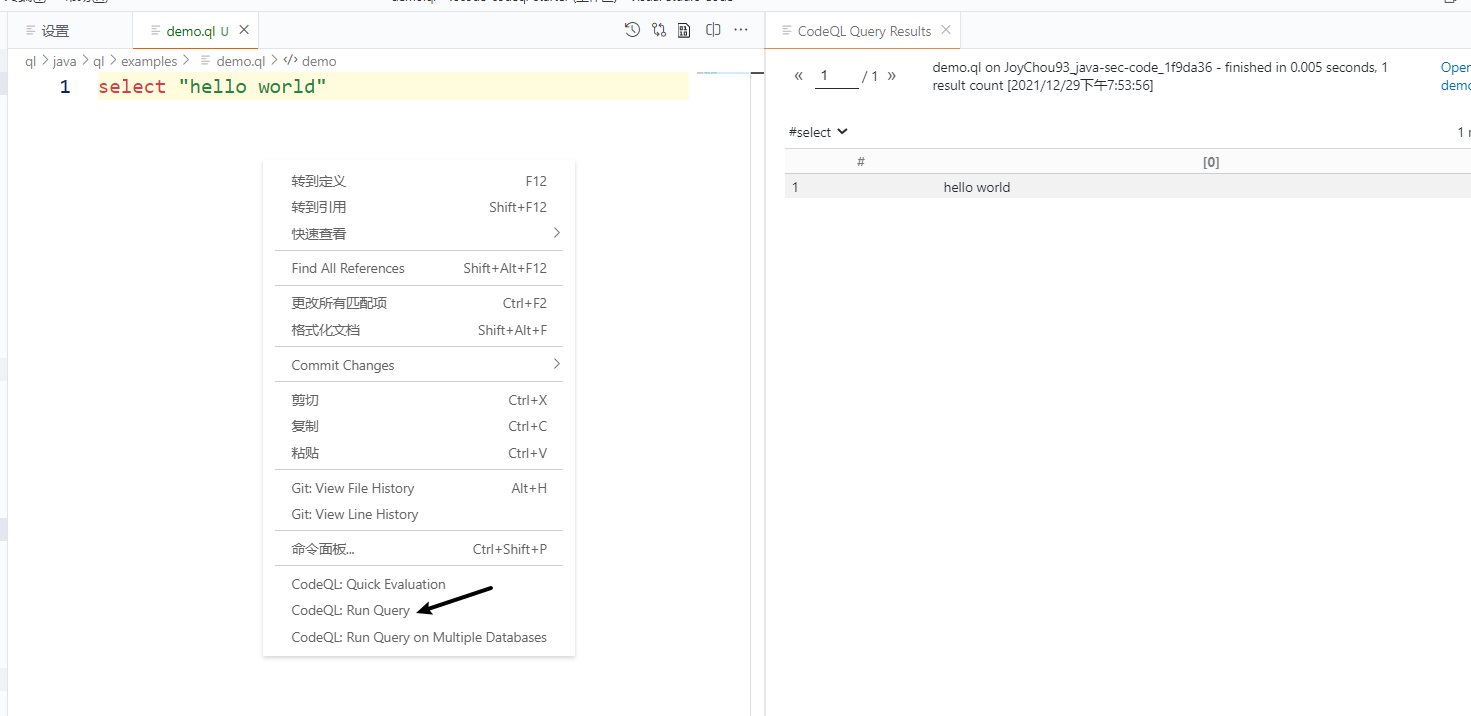 设置
demo.ql U
CodeQL Query Results
ql > java > ql > examples > demo.ql > demo
1 select "hello world"
转到定义 F12
转到引用 Shift+F12
快速查看
Find All References Shift+Alt+F12
更改所有匹配项 Ctrl+F2
格式化文档 Shift+Alt+F
Commit Changes
剪切 Ctrl+X
复制 Ctrl+C
粘贴 Ctrl+V
Git: View File History Alt+H
Git: View Line History
命令面板... Ctrl+Shift+P
CodeQL: Quick Evaluation
CodeQL: Run Query
CodeQL: Run Query on Multiple Databases
« 1 / 1 »
demo.ql on JoyChou93_java-sec-code_1f9da36 - finished in 0.005 seconds, 1
result count [2021/12/29下午7:53:56]
Open
demo
#select
1
# [0]
1 hello world